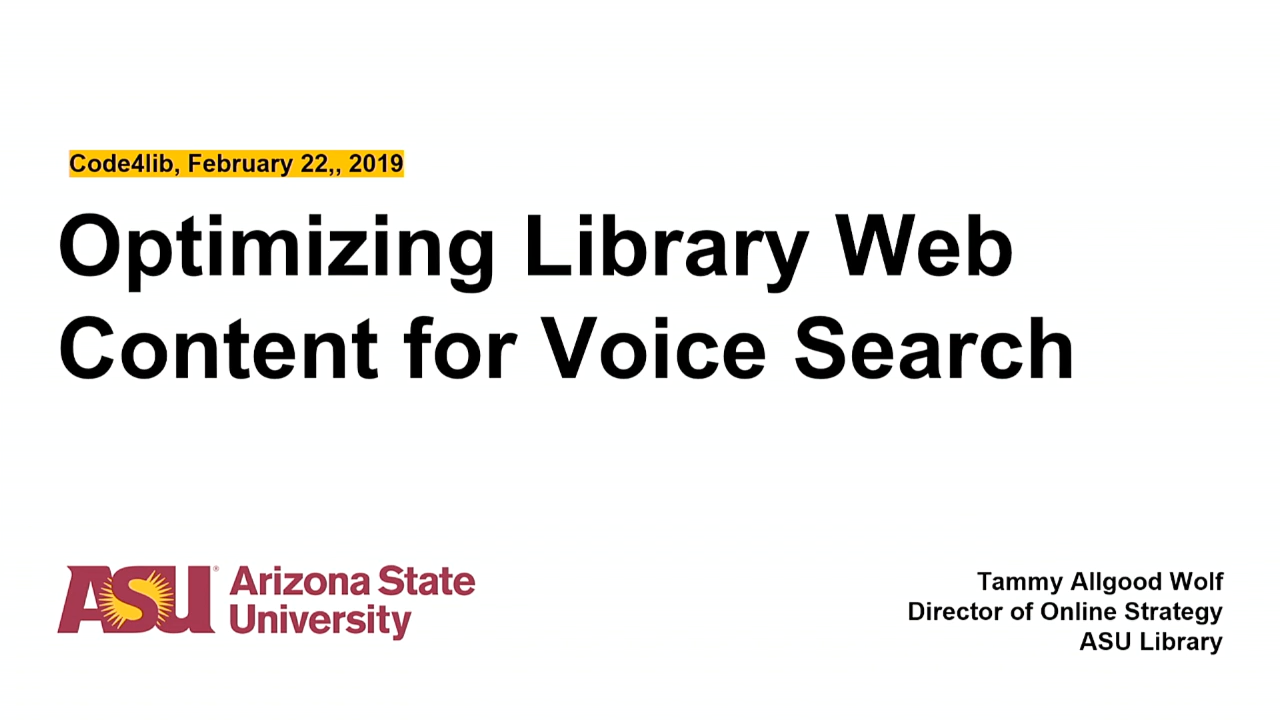 Code4lib, February 22,, 2019
Optimizing Library Web
Content for Voice Search
ASU® Arizona State
University
Tammy Allgood Wolf
Director of Online Strategy
ASU Library